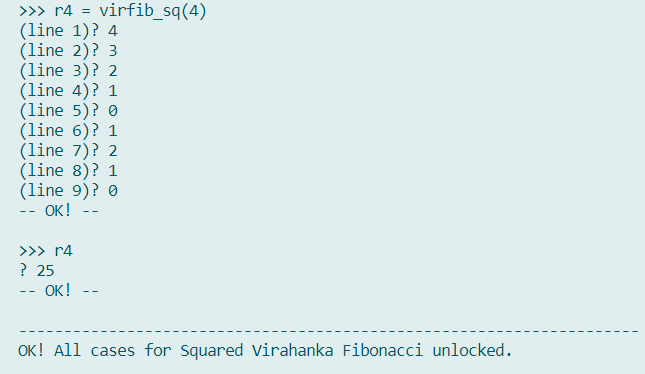 >>> r4 = virfib_sq(4)
(line 1)? 4
(line 2)? 3
(line 3)? 2
(line 4)? 1
(line 5)? 0
(line 6)? 1
(line 7)? 2
(line 8)? 1
(line 9)? 0
-- OK! --

>>> r4
? 25
-- OK! --

---------------------------------------------------------------------
OK! All cases for Squared Virahanka Fibonacci unlocked.